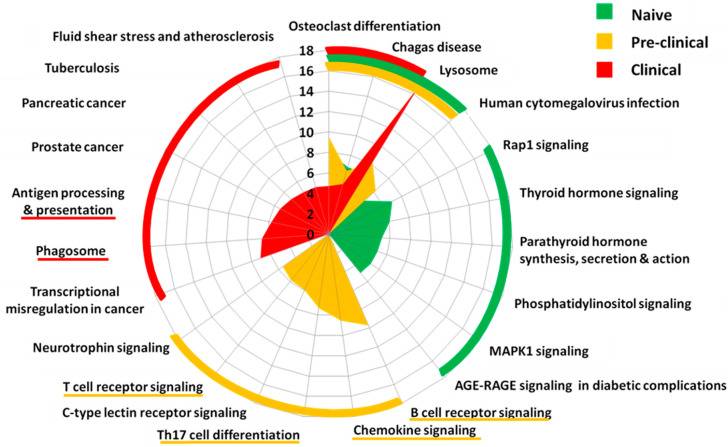 Osteoclast differentiation
Chagas disease
Lysosome
Human cytomegalovirus infection
Rap1 signaling
Thyroid hormone signaling
Parathyroid hormone
synthesis, secretion & action
Phosphatidylinositol signaling
MAPK1 signaling
AGE-RAGE signaling in diabetic complications
B cell receptor signaling
Chemokine signaling
Th17 cell differentiation
C-type lectin receptor signaling
T cell receptor signaling
Neurotrophin signaling
Transcriptional
misregulation in cancer
Phagosome
Antigen processing
& presentation
Prostate cancer
Pancreatic cancer
Tuberculosis
Fluid shear stress and atherosclerosis
18
16
14
12
10
8
6
4
2
0
Naive
Pre-clinical
Clinical